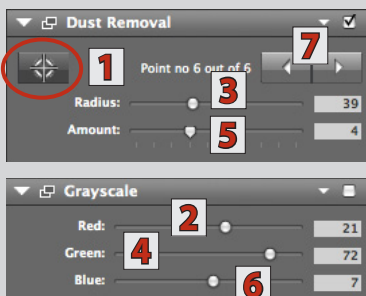 Dust Removal
1
Point no 6 out of 6
7
Radius:
3
39
Amount:
5
4
Grayscale
Red:
2
21
Green:
4
72
Blue:
6
7